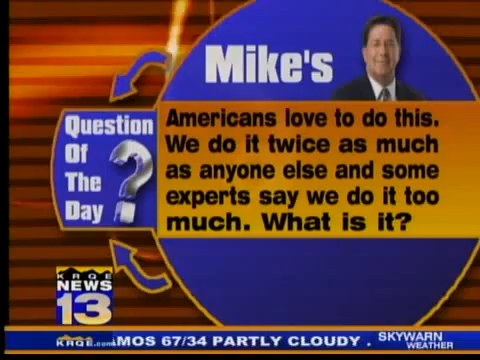 Mike's
Question
Of
The
Day
?
Americans love to do this.
We do it twice as much
as anyone else and some
experts say we do it too
much. What is it?
KRQE
NEWS
13
KRQE.com
MOS 67/34 PARTLY CLOUDY .
SKYWARN
WEATHER